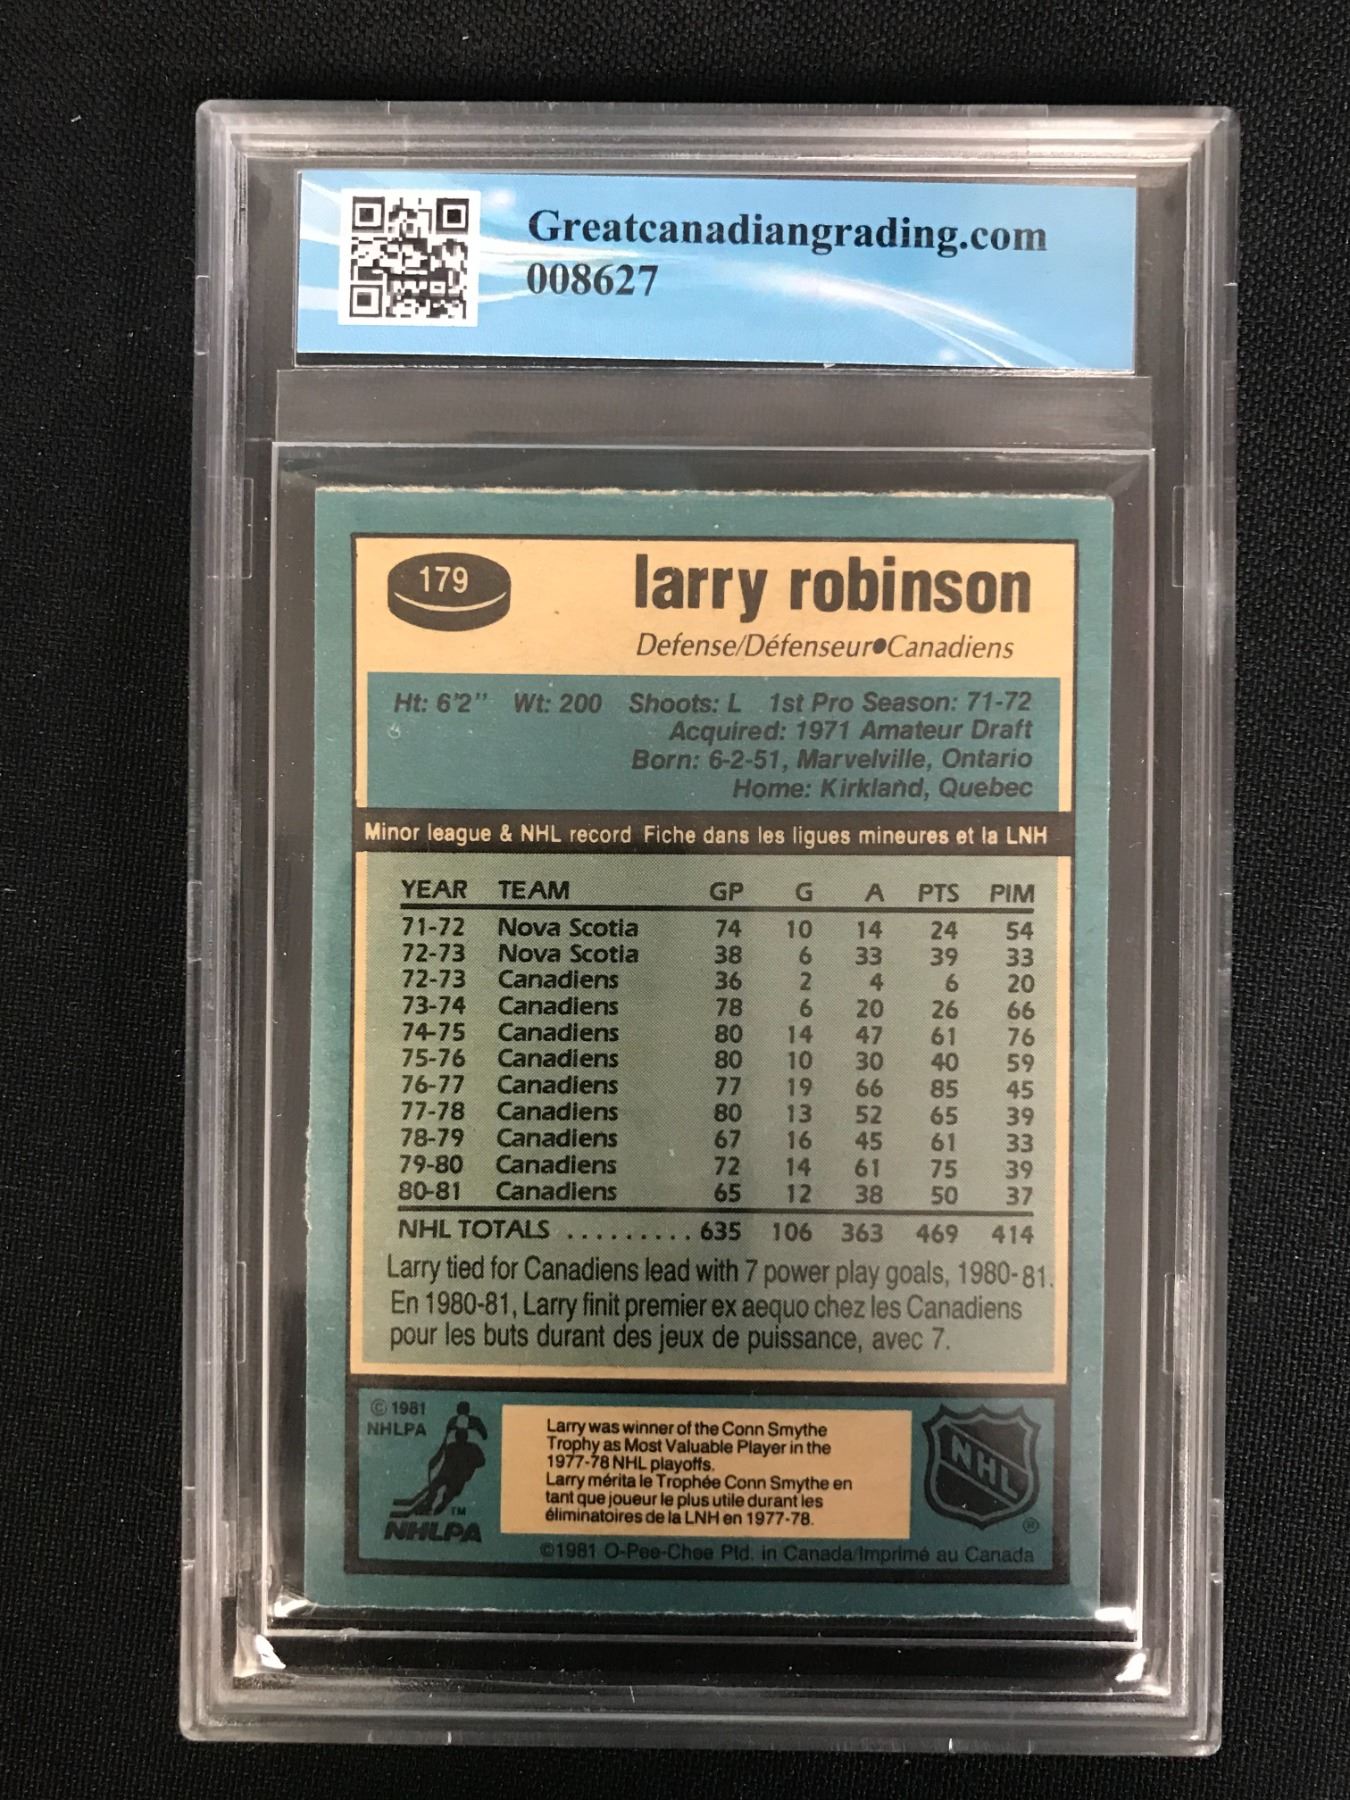 Greatcanadiangrading.com
008627
179
larry robinson
Defense/Défenseur●Canadiens
Ht: 6'2" Wt: 200 Shoots: L 1st Pro Season: 71-72
Acquired: 1971 Amateur Draft
Born: 6-2-51, Marvelville, Ontario
Home: Kirkland, Quebec
Minor league & NHL record Fiche dans les ligues mineures et la LNH
YEAR TEAM GP G A PTS PIM
71-72 Nova Scotia 74 10 14 24 54
72-73 Nova Scotia 38 6 33 39 33
72-73 Canadiens 36 2 4 6 20
73-74 Canadiens 78 6 20 26 66
74-75 Canadiens 80 14 47 61 76
75-76 Canadiens 80 10 30 40 59
76-77 Canadiens 77 19 66 85 45
77-78 Canadiens 80 13 52 65 39
78-79 Canadiens 67 16 45 61 33
79-80 Canadiens 72 14 61 75 39
80-81 Canadiens 65 12 38 50 37
NHL TOTALS ......... 635 106 363 469 414
Larry tied for Canadiens lead with 7 power play goals, 1980-81.
En 1980-81, Larry finit premier ex aequo chez les Canadiens
pour les buts durant des jeux de puissance, avec 7.
© 1981
NHLPA
TM
NHLPA
Larry was winner of the Conn Smythe
Trophy as Most Valuable Player in the
1977-78 NHL playoffs.
Larry mérita le Trophée Conn Smythe en
tant que joueur le plus utile durant les
éliminatoires de la LNH en 1977-78.
NHL
®
©1981 O-Pee-Chee Ptd. in Canada/Imprimé au Canada